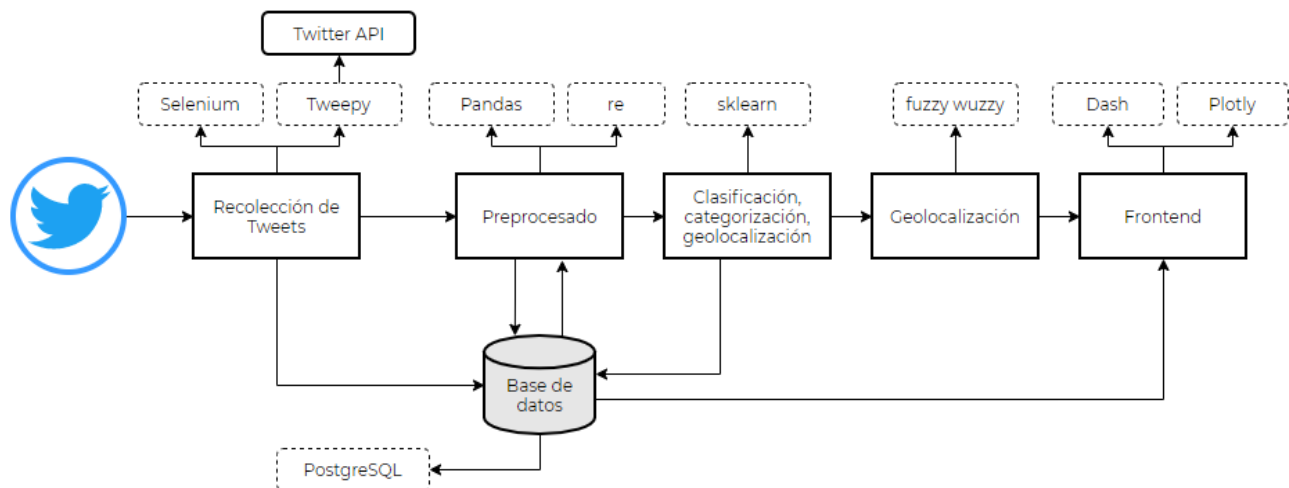 Twitter API
Selenium
Tweepy
Pandas
re
sklearn
fuzzy wuzzy
Dash
Plotly
Recolección de
Tweets
Preprocesado
Clasificación,
categorización,
geolocalización
Geolocalización
Frontend
Base de
datos
PostgreSQL